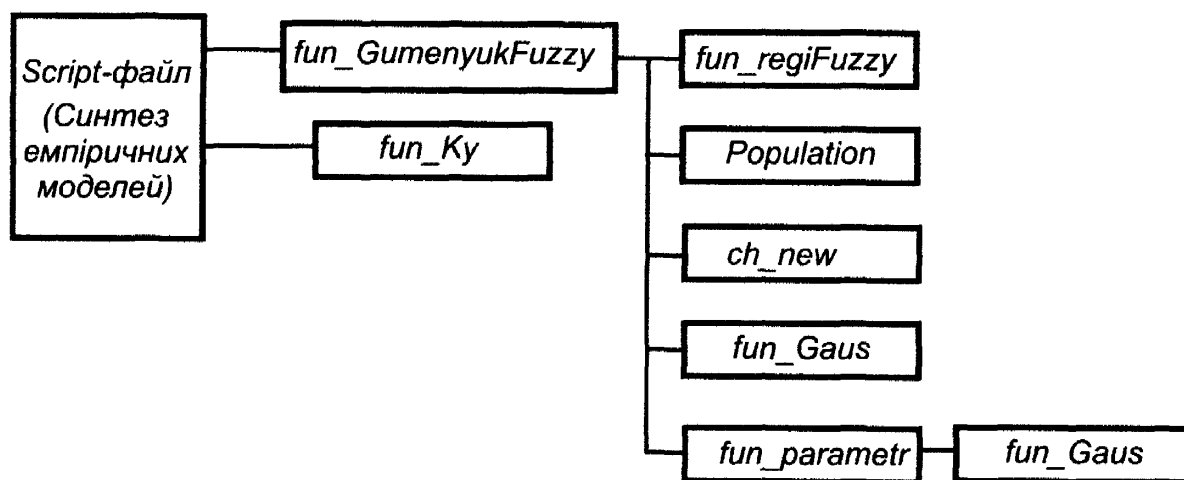 Script-файл
(Синтез
емпіричних
моделей)
fun_GumenyukFuzzy
fun_Ky
fun_regiFuzzy
Population
ch_new
fun_Gaus
fun_parametr
fun_Gaus